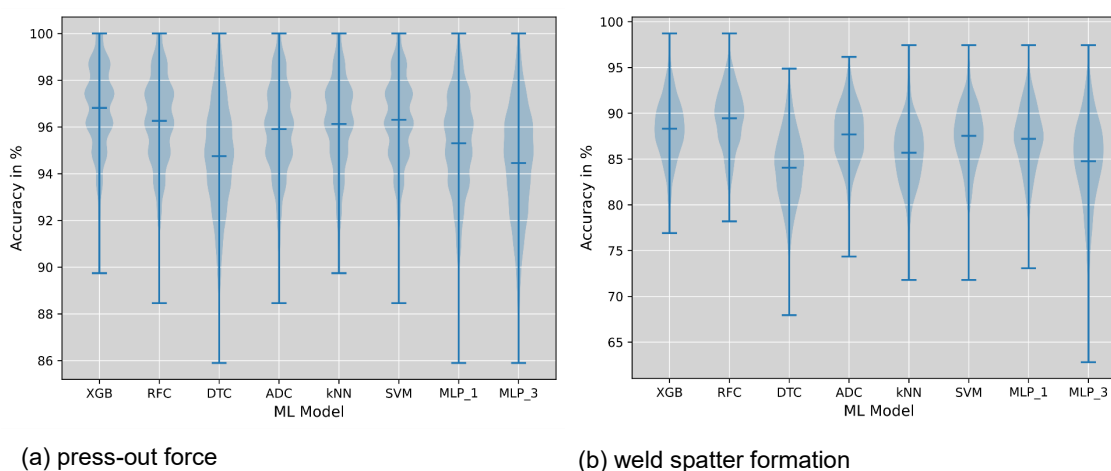 100
98
96
94
92
90
88
86
Accuracy in %
XGB RFC DTC ADC kNN SVM MLP_1 MLP_3
ML Model
(a) press-out force
100
95
90
85
80
75
70
65
Accuracy in %
XGB RFC DTC ADC kNN SVM MLP_1 MLP_3
ML Model
(b) weld spatter formation